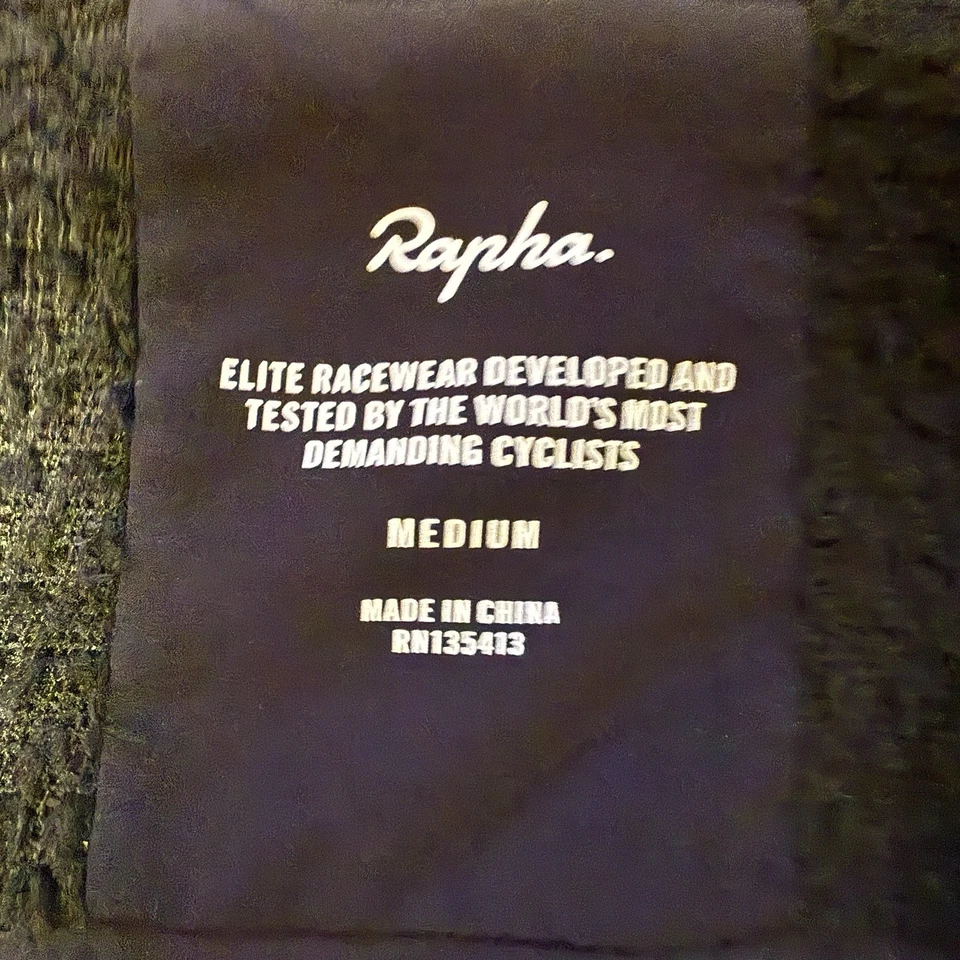 Rapha.
ELITE RACEWEAR DEVELOPED AND
TESTED BY THE WORLD'S MOST
DEMANDING CYCLISTS
MEDIUM
MADE IN CHINA
RN135413